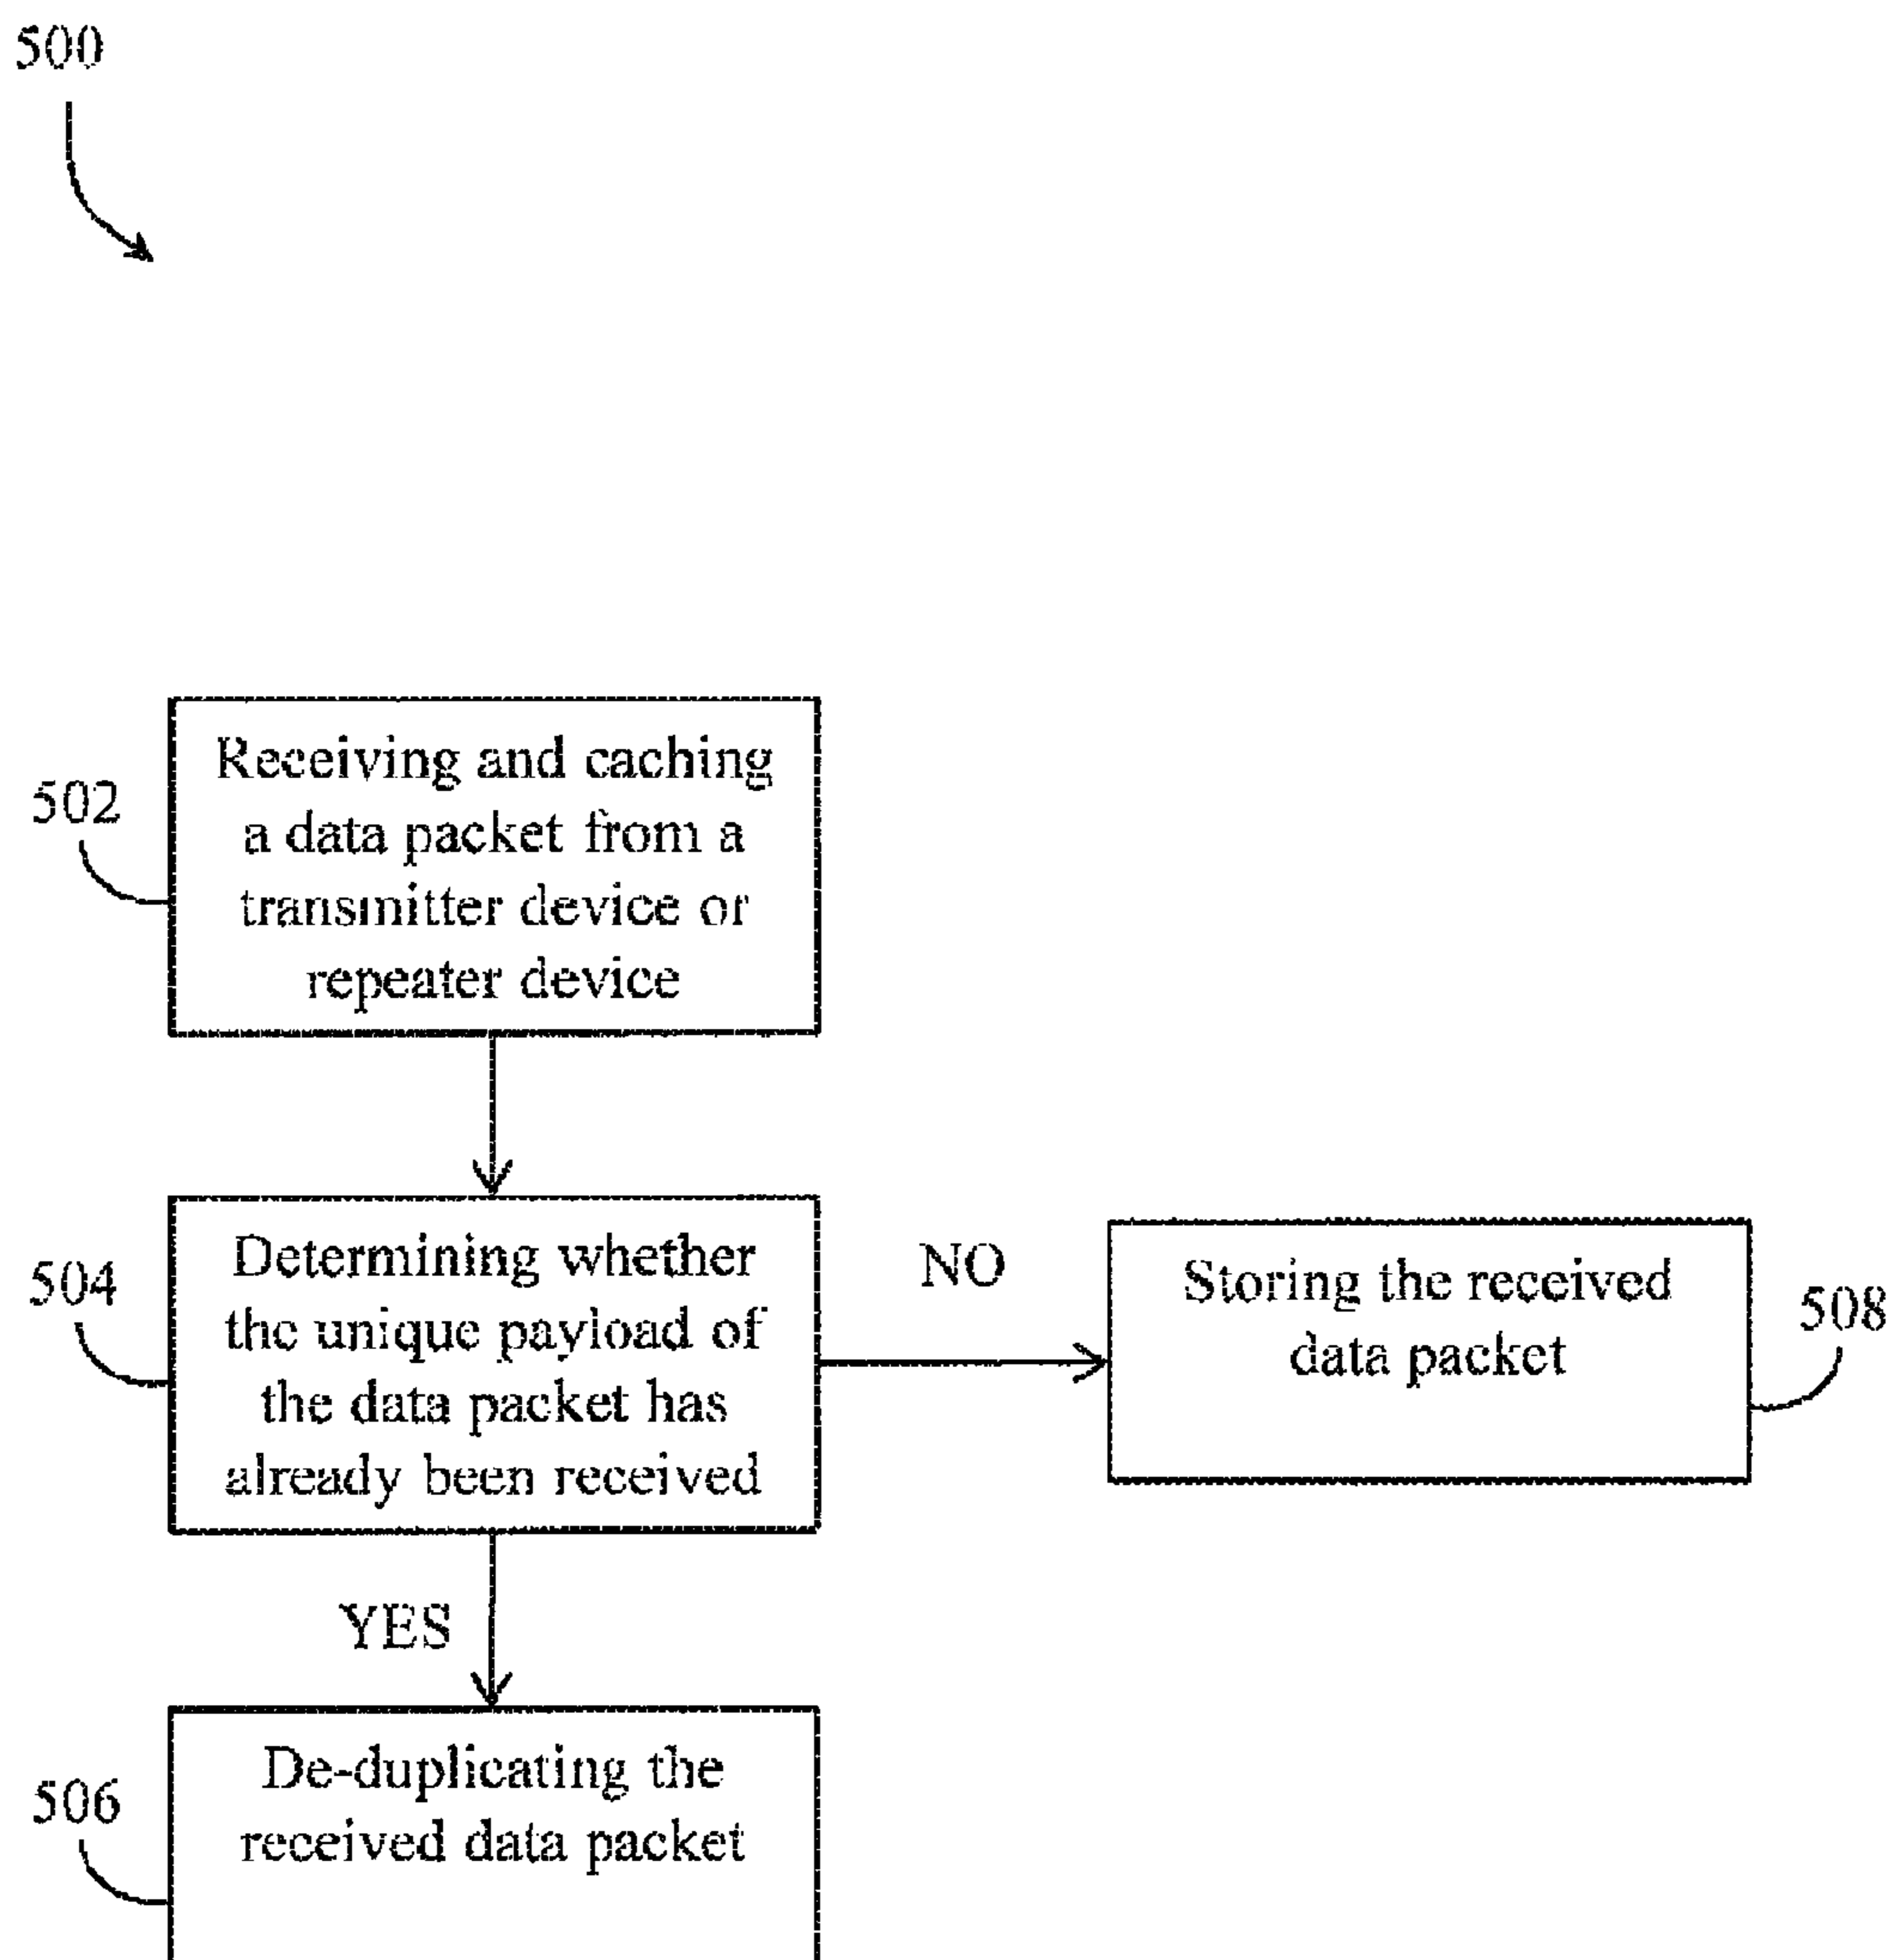 500
502
Receiving and caching
a data packet from a
transmitter device or
repeater device
504
Determining whether
the unique payload of
the data packet has
already been received
NO
Storing the received
data packet
508
YES
506
De-duplicating the
received data packet